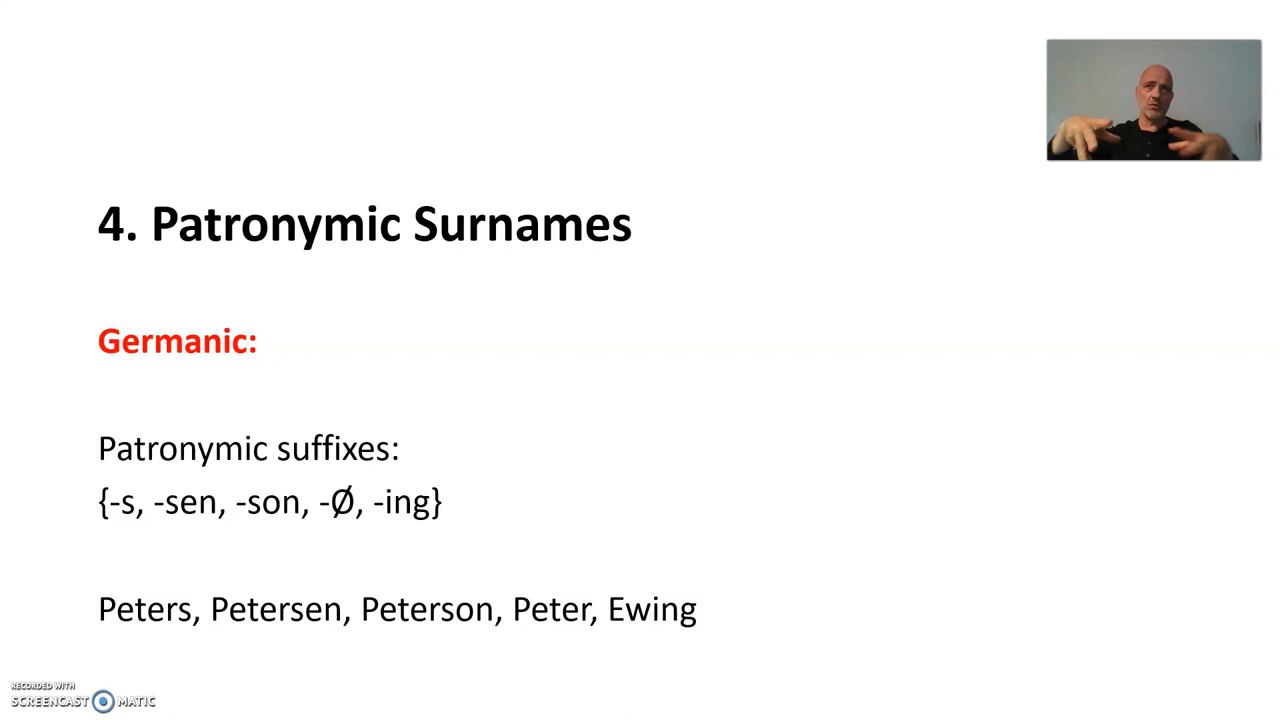 4. Patronymic Surnames
Germanic:
Patronymic suffixes:
{-s, -sen, -son, -Ø, -ing}
Peters, Petersen, Peterson, Peter, Ewing
RECORDED WITH
SCREENCAST MATIC